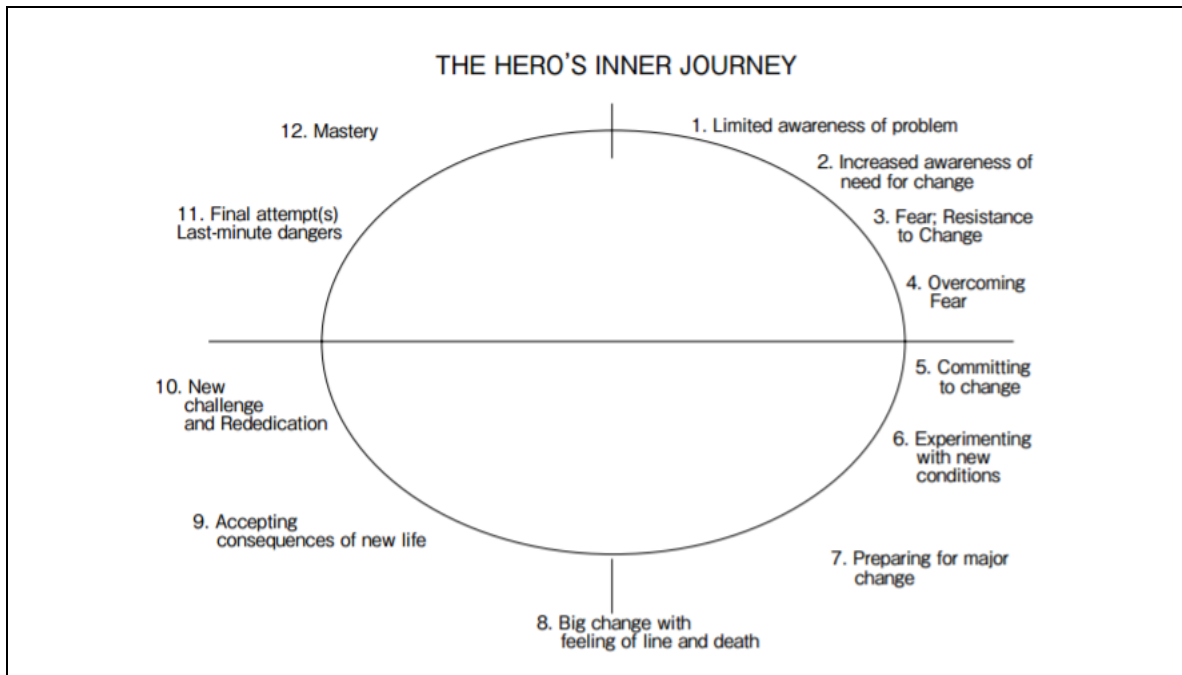 THE HERO'S INNER JOURNEY
1. Limited awareness of problem
2. Increased awareness of
need for change
3. Fear; Resistance
to Change
4. Overcoming
Fear
5. Committing
to change
6. Experimenting
with new
conditions
7. Preparing for major
change
8. Big change with
feeling of line and death
9. Accepting
consequences of new life
10. New
challenge
and Rededication
11. Final attempt(s)
Last-minute dangers
12. Mastery